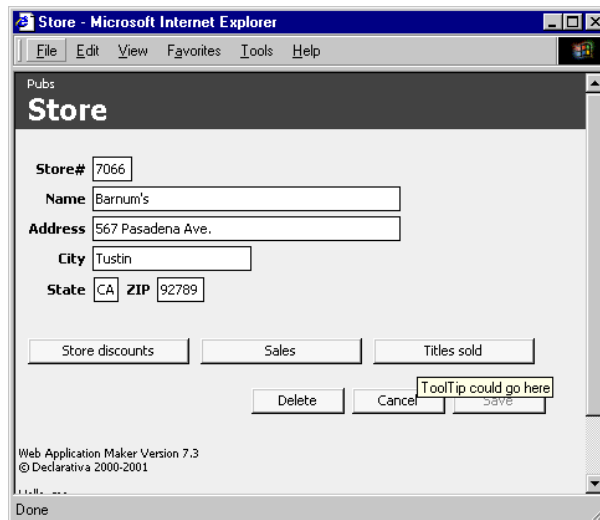 Store - Microsoft Internet Explorer
File Edit View Favorites Tools Help
Pubs
Store
Store# 7066
Name Barnum's
Address 567 Pasadena Ave.
City Tustin
State CA ZIP 92789
Store discounts Sales Titles sold
ToolTip could go here
Delete Cancel Save
Web Application Maker Version 7.3
© Declarativa 2000-2001
Done